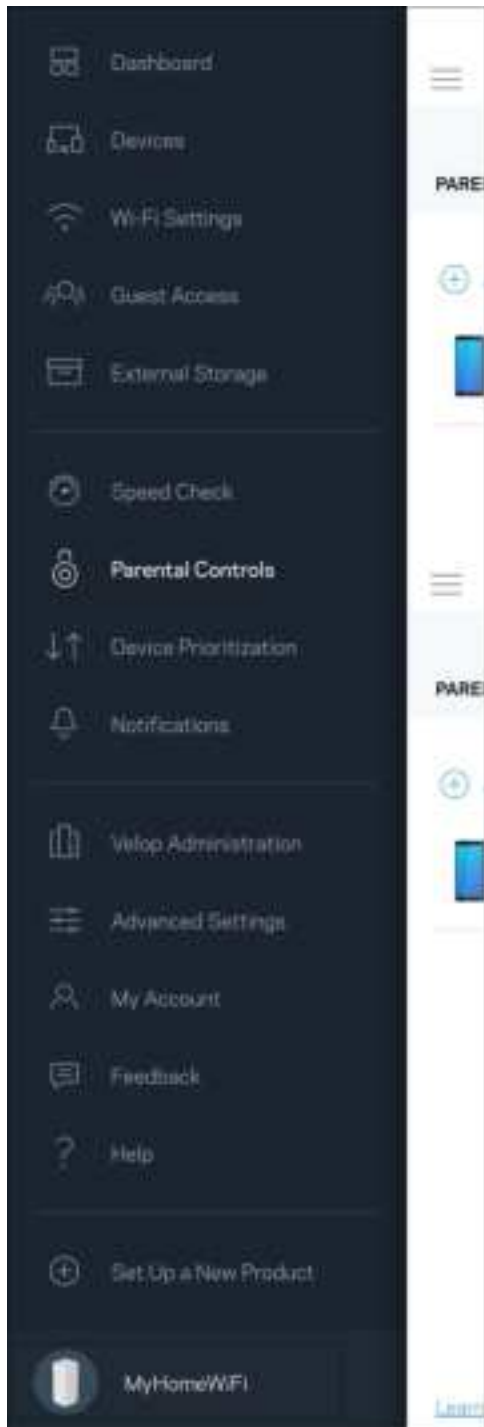 Dashboard
Devices
Wi-Fi Settings
Guest Access
External Storage
Speed Check
Parental Controls
Device Prioritization
Notifications
Velop Administration
Advanced Settings
My Account
Feedback
Help
Set Up a New Product
MyHomeWiFi
PARE
PARE
Learn